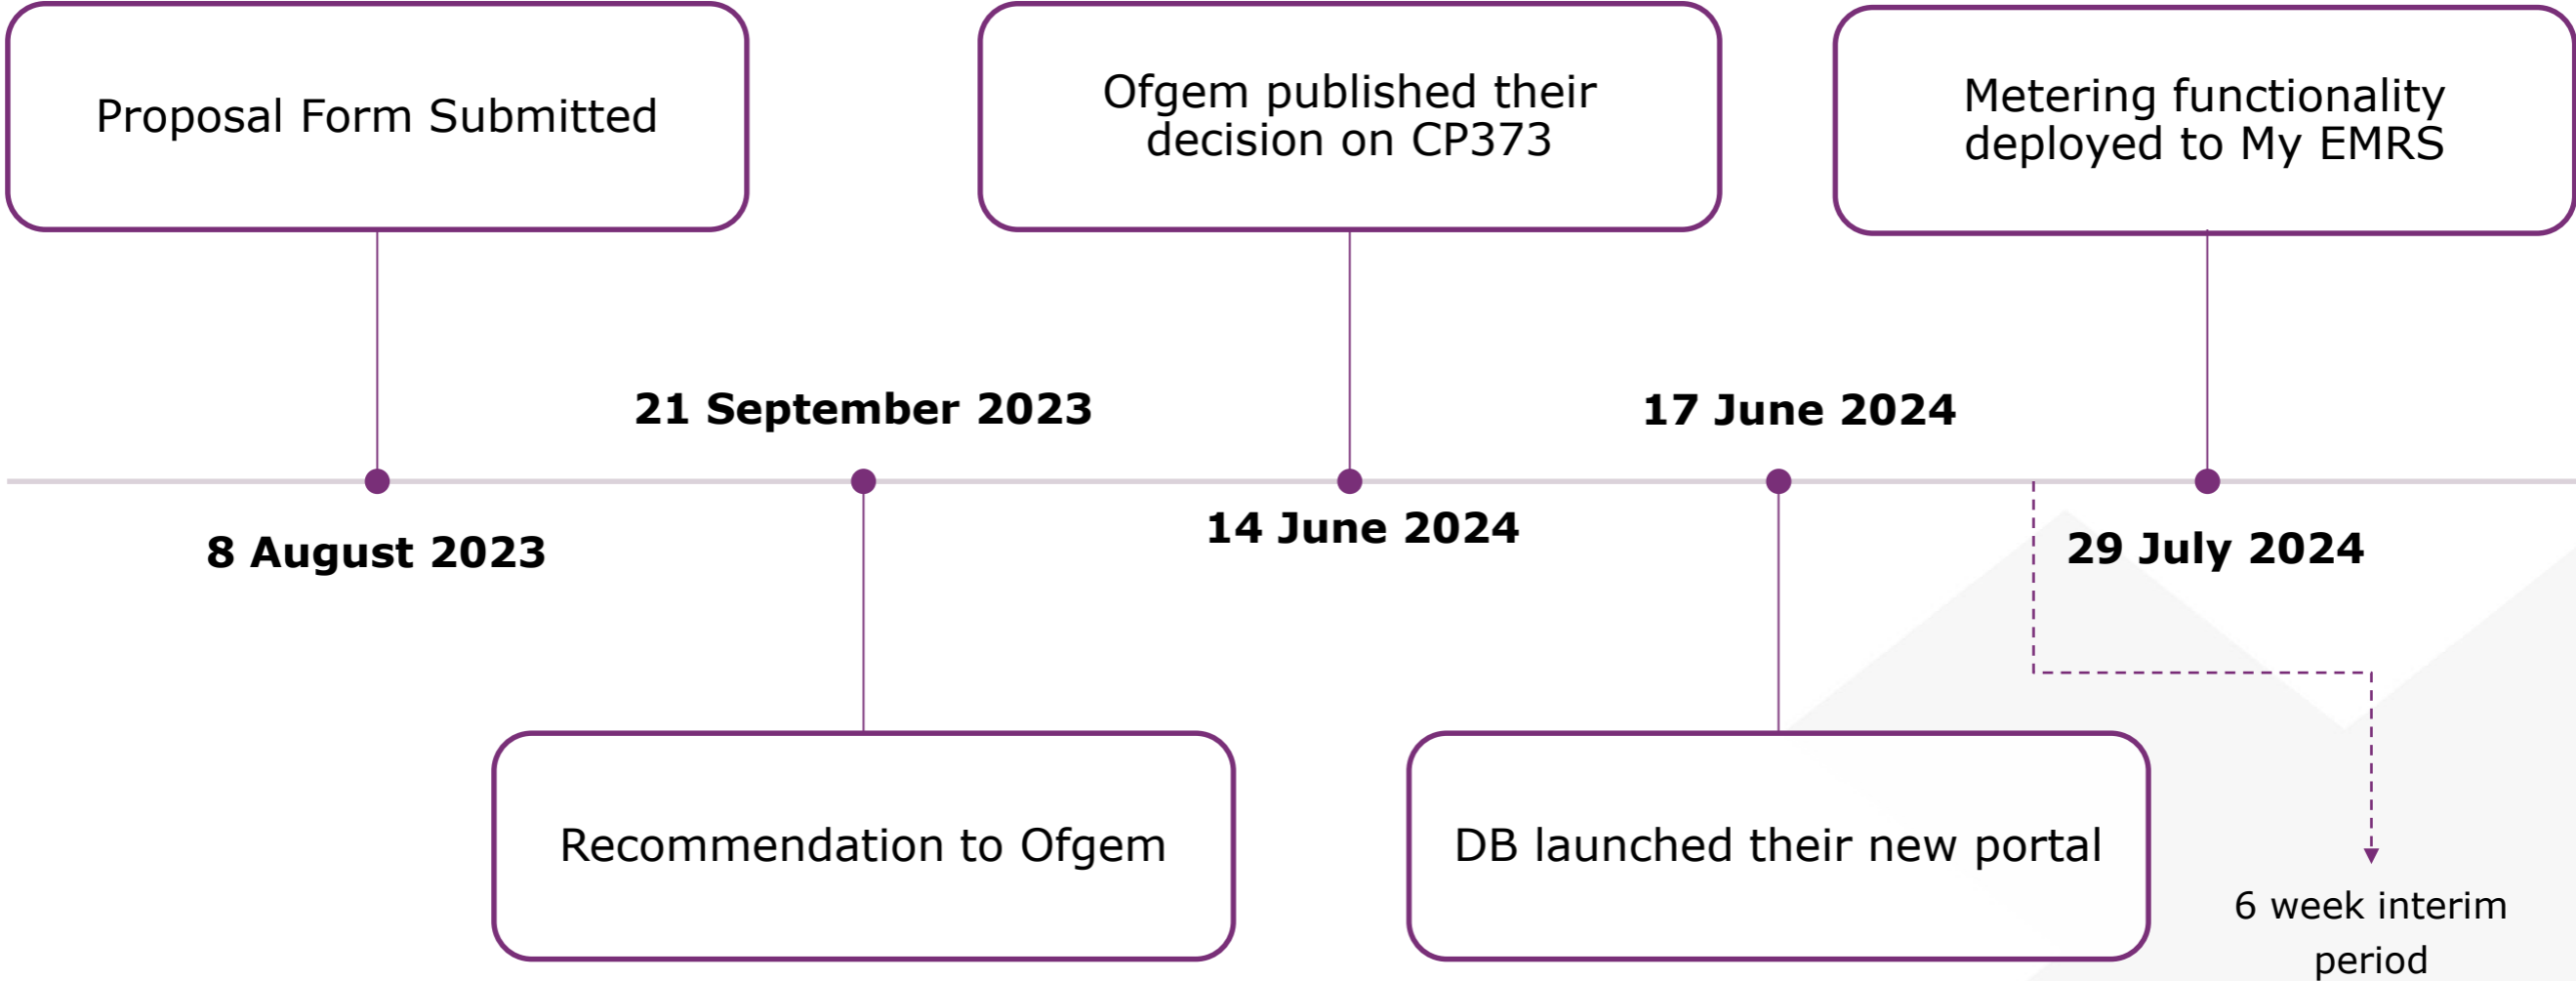 Proposal Form Submitted
Ofgem published their
decision on CP373
Metering functionality
deployed to My EMRS
21 September 2023
17 June 2024
8 August 2023
14 June 2024
29 July 2024
Recommendation to Ofgem
DB launched their new portal
6 week interim
period